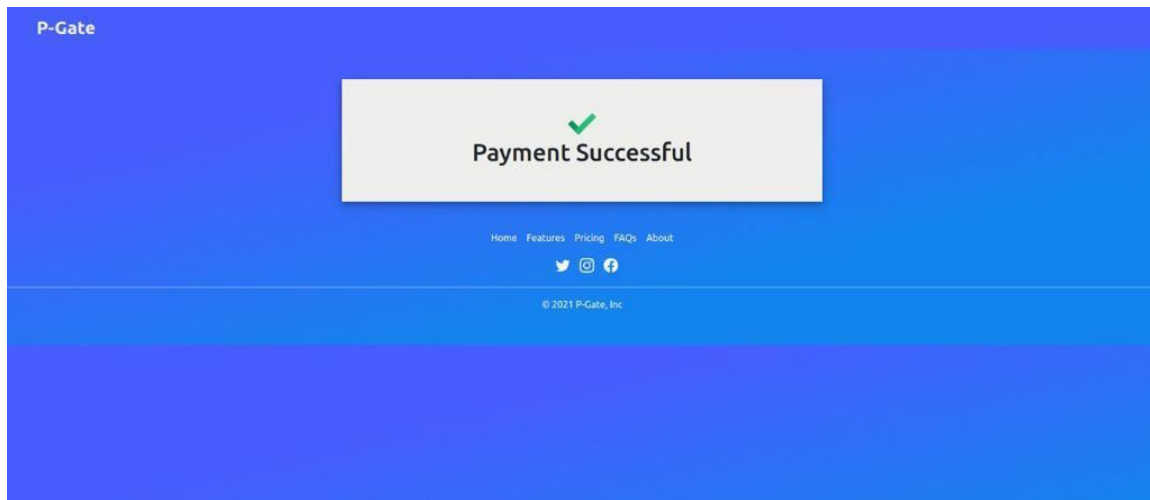 P-Gate
Payment Successful
Home Features Pricing FAQs About
© 2021 P-Gate, Inc